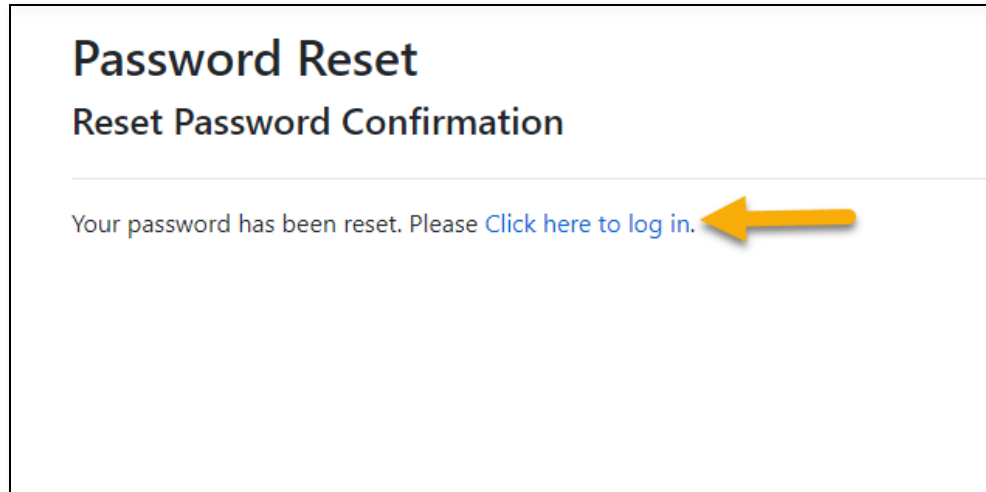 Password Reset
Reset Password Confirmation
Your password has been reset. Please Click here to log in.